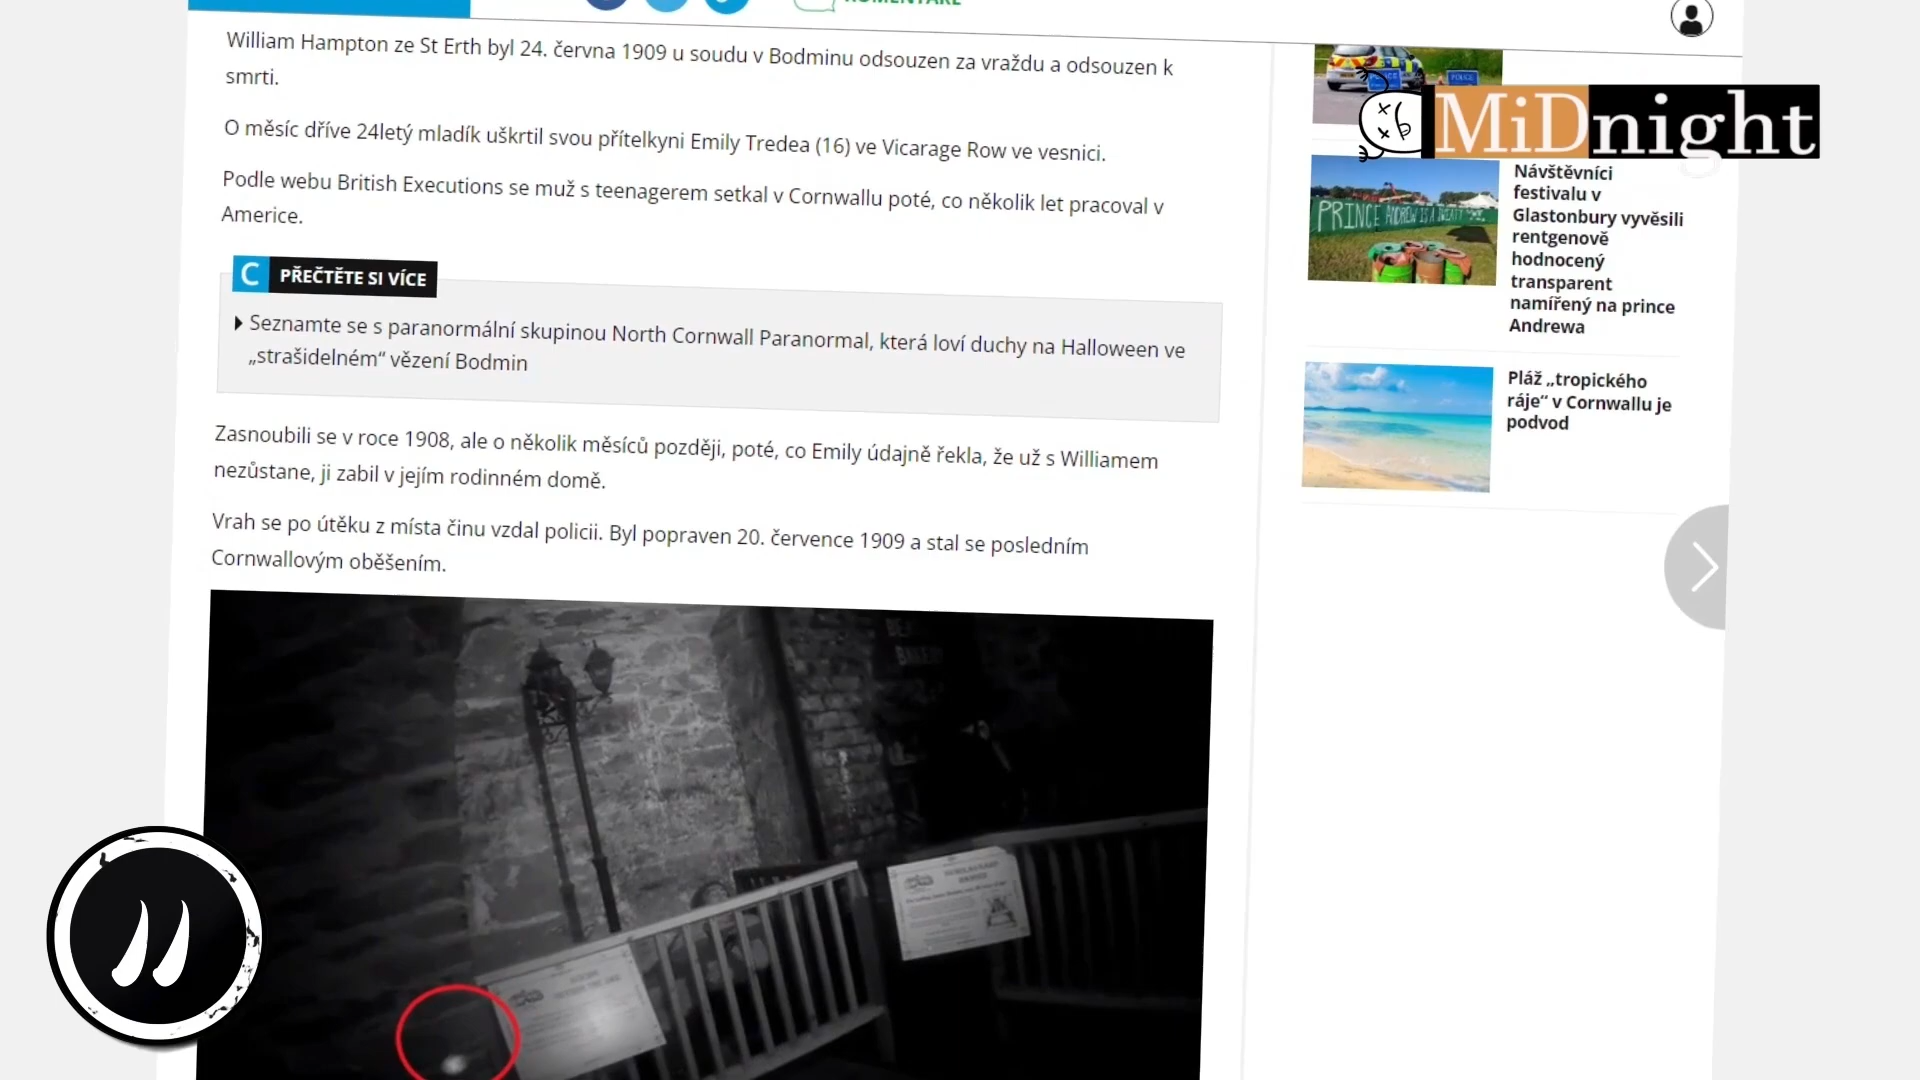 William Hampton ze St Erth byl 24. června 1909 u soudu v Bodminu odsouzen za vraždu a odsouzen k
smrti.
O měsíc dříve 24letý mladík uškrtil svou přítelkyni Emily Tredea (16) ve Vicarage Row ve vesnici.
Podle webu British Executions se muž s teenagerem setkal v Cornwallu poté, co několik let pracoval v
Americe.
C PŘEČTĚTE SI VÍCE
Seznamte se s paranormální skupinou North Cornwall Paranormal, která loví duchy na Halloween ve
„strašidelném“ vězení Bodmin
Zasnoubili se v roce 1908, ale o několik měsíců později, poté, co Emily údajně řekla, že už s Williamem
nezůstane, ji zabil v jejím rodinném domě.
Vrah se po útěku z místa činu vzdal policii. Byl popraven 20. července 1909 a stal se posledním
Cornwallovým oběšením.
MiDnight
POLICE
PRINCE ANDREW IS A SWEATY
Návštěvníci
festivalu v
Glastonbury vyvěsili
rentgenově
hodnocený
transparent
namířený na prince
Andrewa
Pláž „tropického
ráje“ v Cornwallu je
podvod